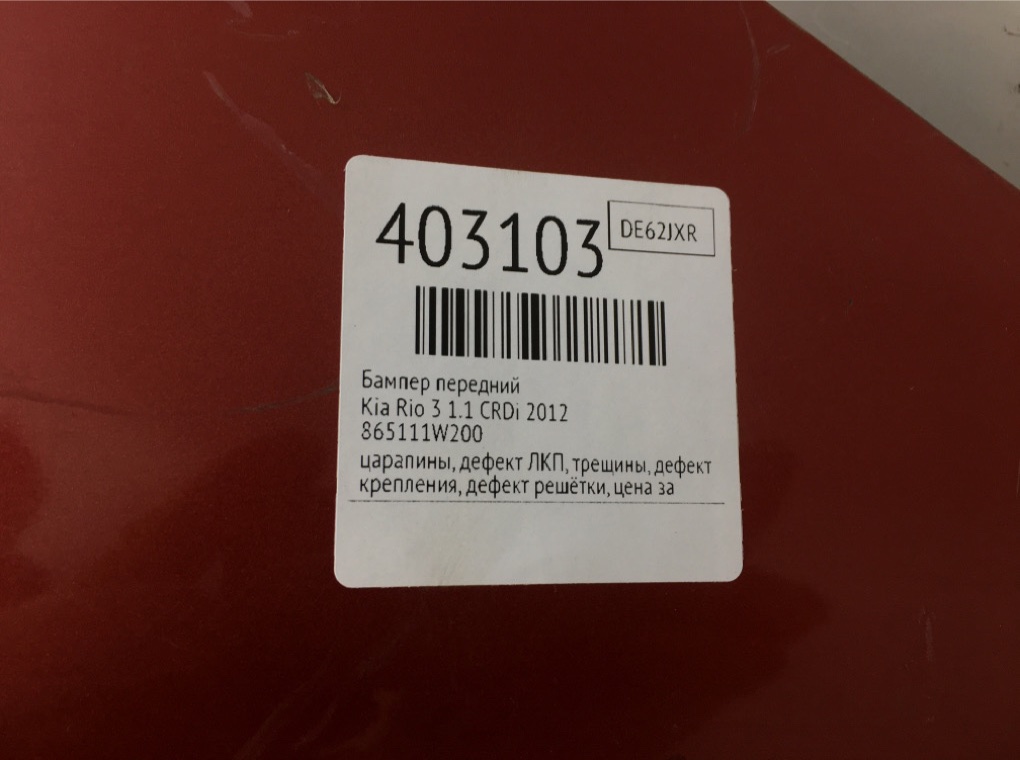 403103
DE62JXR
Бампер передний
Kia Rio 3 1.1 CRDi 2012
865111W200
царапины, дефект ЛКП, трещины, дефект
крепления, дефект решётки, цена за